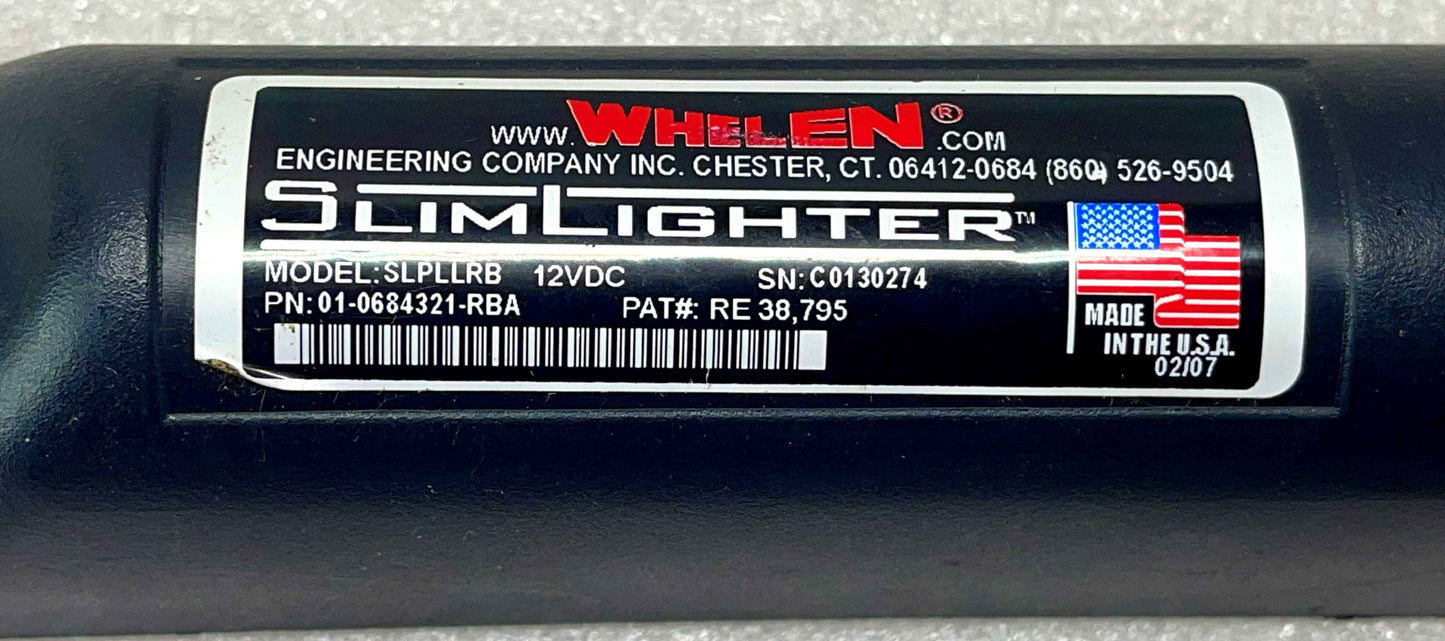 WWW.WHELEN®.COM
ENGINEERING COMPANY INC. CHESTER, CT. 06412-0684 (860) 526-9504
SLIMLIGHTER™
MODEL: SLPLLRB 12VDC SN: C0130274
PN: 01-0684321-RBA PAT#: RE 38,795
MADE
IN THE U.S.A.
02/07